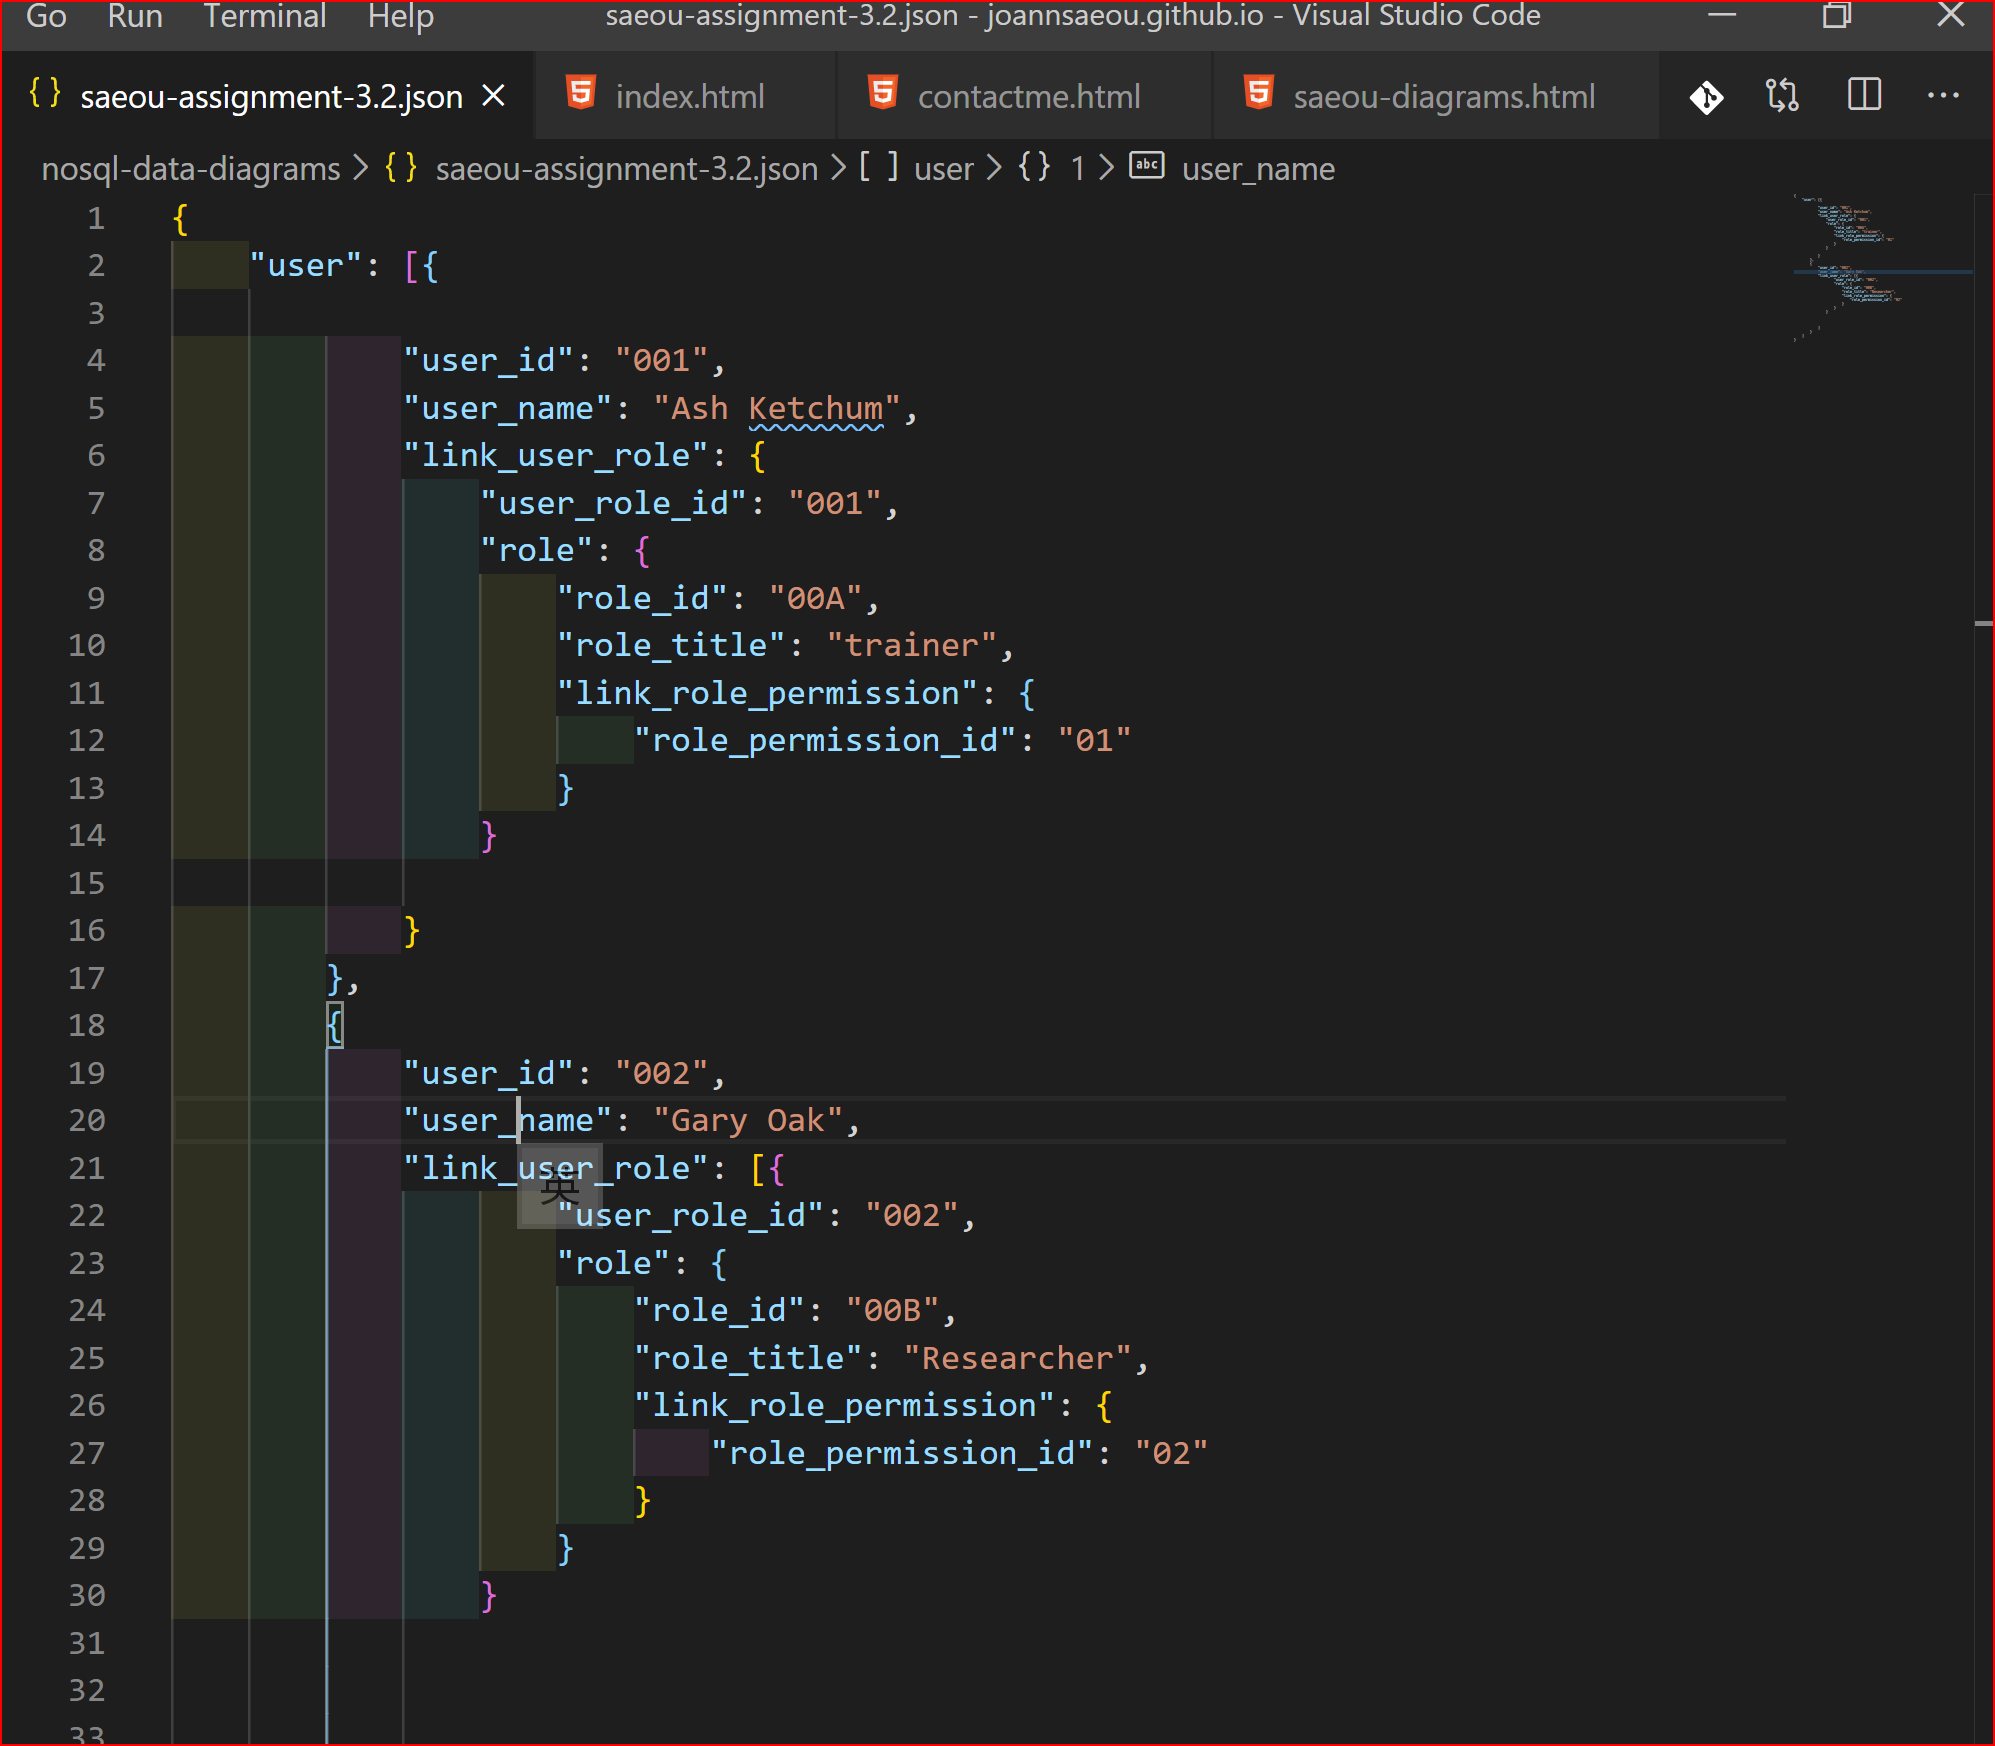 Go Run Terminal Help saeou-assignment-3.2.json - joannsaeou.github.io - Visual Studio Code
{ } saeou-assignment-3.2.json index.html contactme.html saeou-diagrams.html ...
nosql-data-diagrams > { } saeou-assignment-3.2.json > [ ] user > { } 1 > abc user_name
1 {
2 "user": [{
3
4 "user_id": "001",
5 "user_name": "Ash Ketchum",
6 "link_user_role": {
7 "user_role_id": "001",
8 "role": {
9 "role_id": "00A",
10 "role_title": "trainer",
11 "link_role_permission": {
12 "role_permission_id": "01"
13 }
14 }
15
16 }
17 },
18 {
19 "user_id": "002",
20 "user_name": "Gary Oak",
21 "link_user_role": [{
英
22 "user_role_id": "002",
23 "role": {
24 "role_id": "00B",
25 "role_title": "Researcher",
26 "link_role_permission": {
27 "role_permission_id": "02"
28 }
29 }
30 }
31
32
33